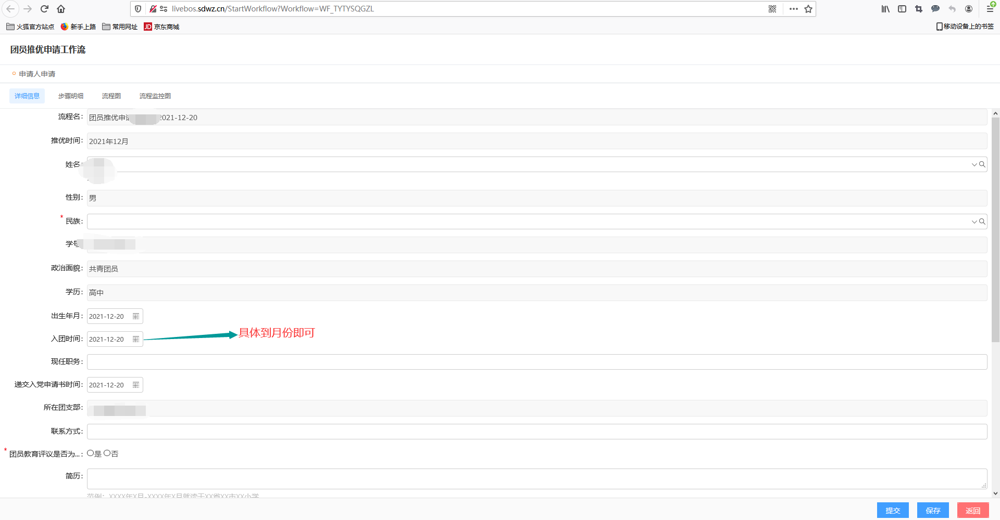 livebos.sdwz.cn/StartWorkflow?Workflow=WF_TYTYSQGZL
火狐官方站点 新手上路 常用网址 JD 京东商城 移动设备上的书签
团员推优申请工作流
申请人申请
详细信息 步骤明细 流程图 流程监控图
流程名: 团员推优申请 2021-12-20
推优时间: 2021年12月
姓名:
性别: 男
* 民族:
学号
政治面貌: 共青团员
学历: 高中
出生年月: 2021-12-20
入团时间: 2021-12-20 具体到月份即可
现任职务:
递交入党申请书时间: 2021-12-20
所在团支部:
联系方式:
* 团员教育评议是否为...: 是 否
简历:
范例: XXXX年X月-XXXX年X月就读于XX省XX市XX小学
提交 保存 返回